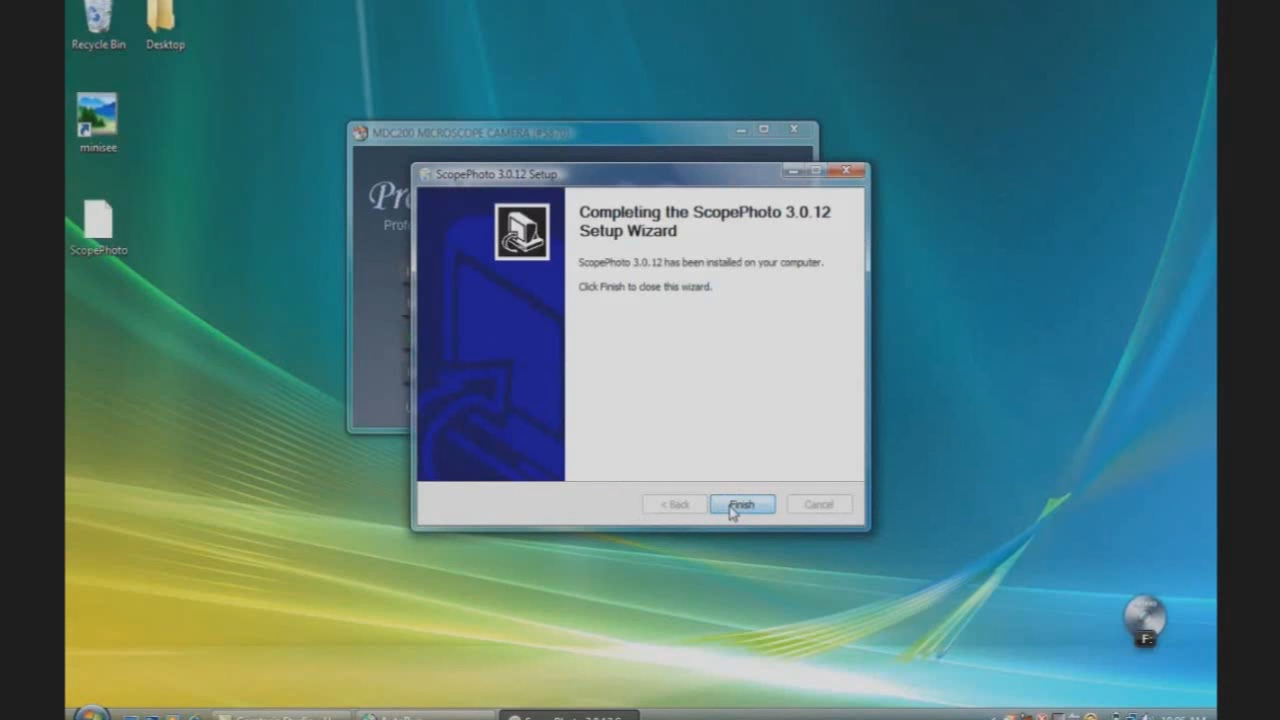 Recycle Bin
Desktop
minisee
ScopePhoto
MDC200 MICROSCOPE CAMERA
ScopePhoto 3.0.12 Setup
Completing the ScopePhoto 3.0.12
Setup Wizard
ScopePhoto 3.0.12 has been installed on your computer.
Click Finish to close this wizard.
< Back
Finish
Cancel
F: